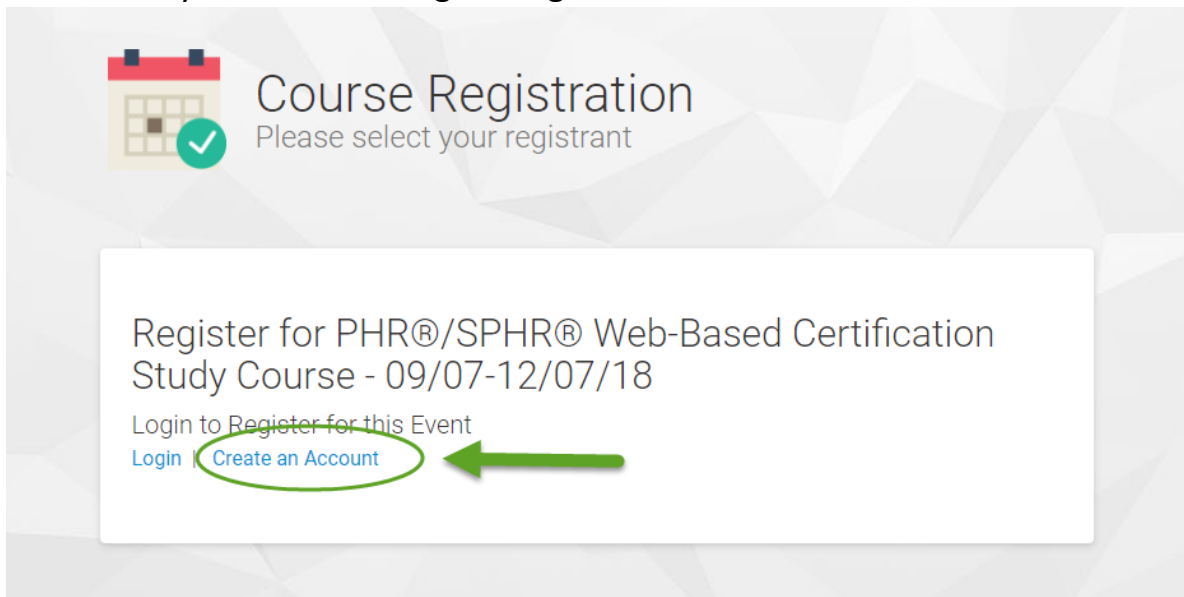 Course Registration
Please select your registrant
Register for PHR®/SPHR® Web-Based Certification
Study Course - 09/07-12/07/18
Login to Register for this Event
Login | Create an Account